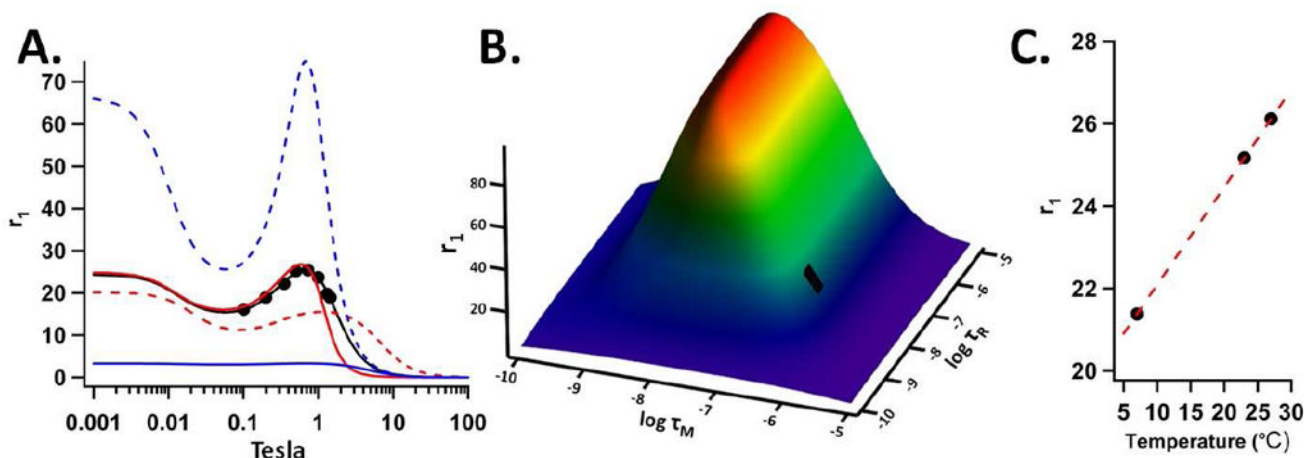 A.
r1
70
60
50
40
30
20
10
0
0.001 0.01 0.1 1 10 100
Tesla
B.
r1
80
60
40
20
-10 -9 -8 -7 -6 -5
log τM
-5
-6
-7
-8
-9
-10
log τR
C.
r1
28
26
24
22
20
5 10 15 20 25 30
Temperature (°C)